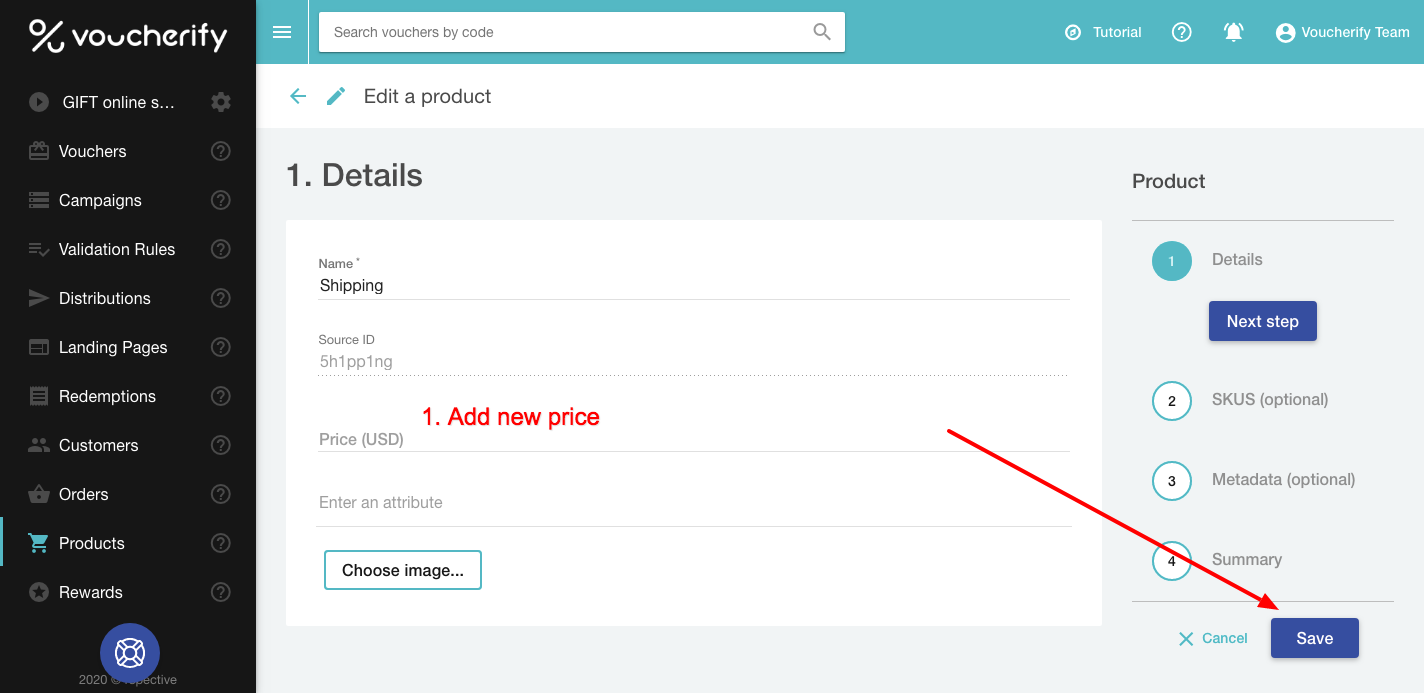 voucherify
Search vouchers by code
Tutorial
Voucherify Team
GIFT online s...
Vouchers
Campaigns
Validation Rules
Distributions
Landing Pages
Redemptions
Customers
Orders
Products
Rewards
2020 ©
Edit a product
1. Details
Name *
Shipping
Source ID
5h1pp1ng
1. Add new price
Price (USD)
Enter an attribute
Choose image...
Product
1 Details
Next step
2 SKUS (optional)
3 Metadata (optional)
4 Summary
Cancel
Save